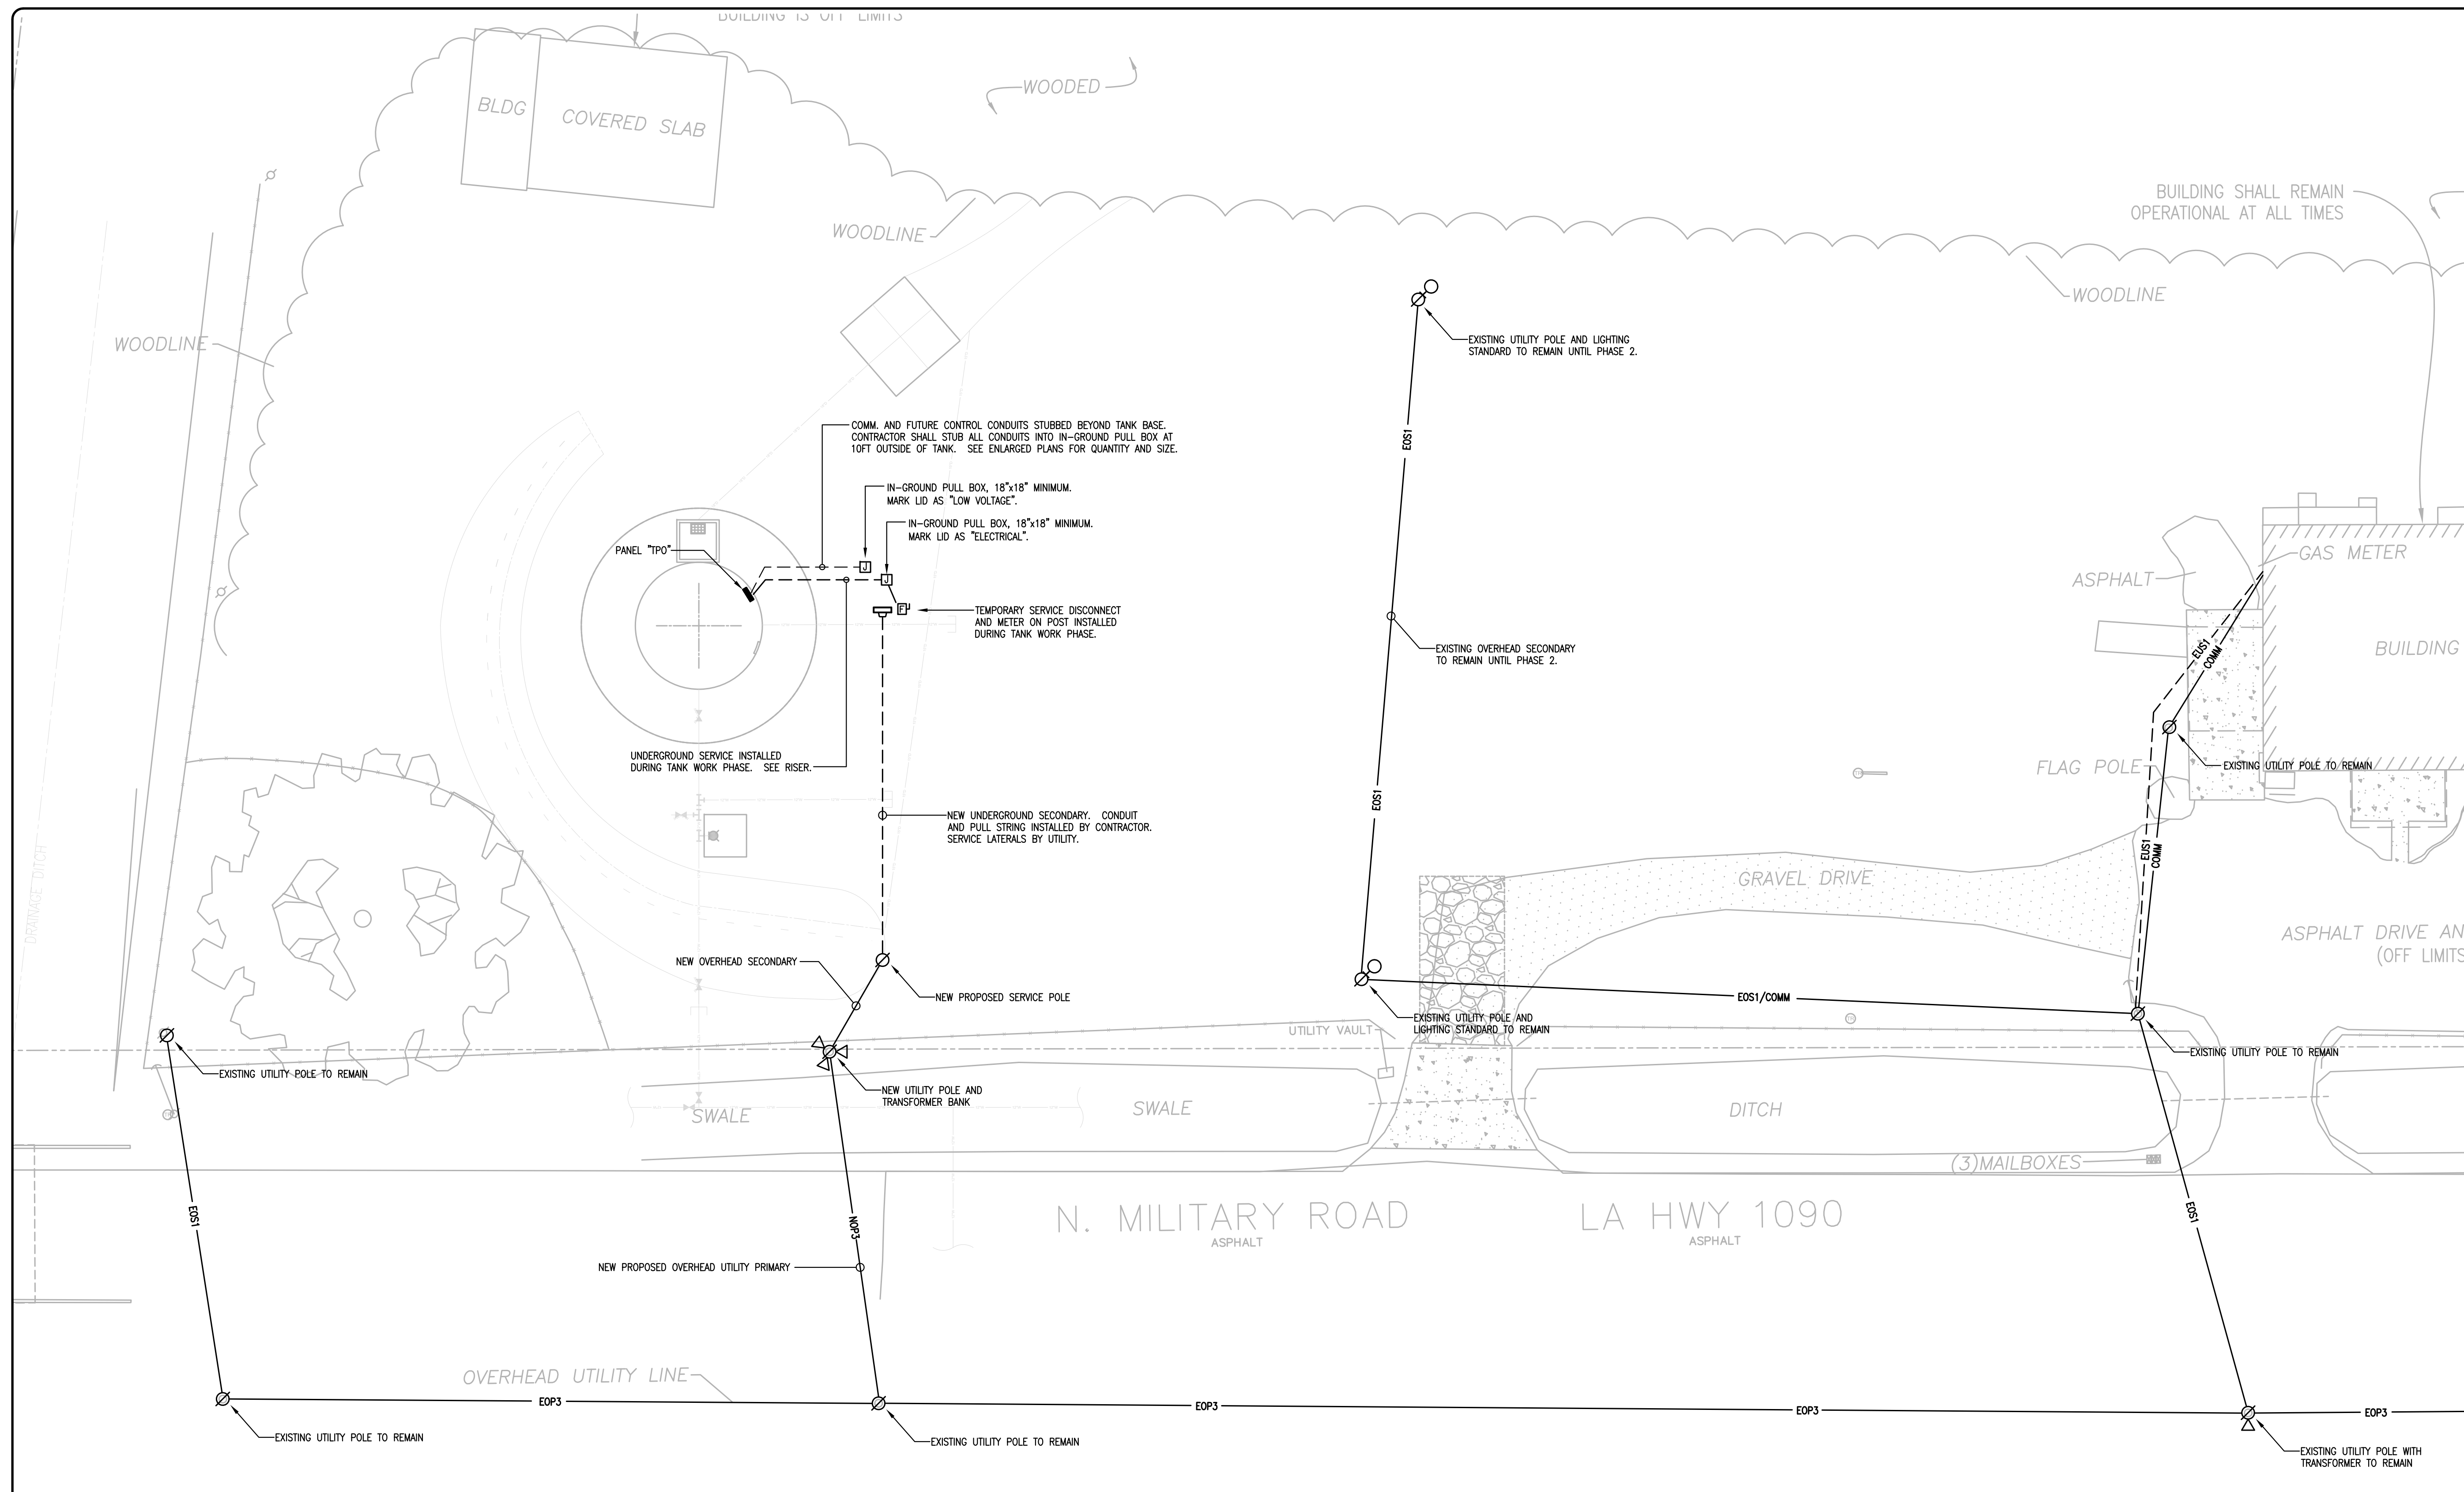 BUILDING IS OFF LIMITS
WOODED
BLDG
COVERED SLAB
BUILDING SHALL REMAIN
OPERATIONAL AT ALL TIMES
WOODLINE
WOODLINE
WOODLINE
EXISTING UTILITY POLE AND LIGHTING
STANDARD TO REMAIN UNTIL PHASE 2.
EOS1
COMM. AND FUTURE CONTROL CONDUITS STUBBED BEYOND TANK BASE.
CONTRACTOR SHALL STUB ALL CONDUITS INTO IN-GROUND PULL BOX AT
10FT OUTSIDE OF TANK. SEE ENLARGED PLANS FOR QUANTITY AND SIZE.
IN-GROUND PULL BOX, 18"x18" MINIMUM.
MARK LID AS "LOW VOLTAGE".
IN-GROUND PULL BOX, 18"x18" MINIMUM.
MARK LID AS "ELECTRICAL".
PANEL "TPO"
J
J
F
TEMPORARY SERVICE DISCONNECT
AND METER ON POST INSTALLED
DURING TANK WORK PHASE.
GAS METER
ASPHALT
BUILDING
EUS1
COMM
EXISTING OVERHEAD SECONDARY
TO REMAIN UNTIL PHASE 2.
UNDERGROUND SERVICE INSTALLED
DURING TANK WORK PHASE. SEE RISER.
FLAG POLE
EXISTING UTILITY POLE TO REMAIN
EOS1
NEW UNDERGROUND SECONDARY. CONDUIT
AND PULL STRING INSTALLED BY CONTRACTOR.
SERVICE LATERALS BY UTILITY.
EUS1
COMM
GRAVEL DRIVE
DRAINAGE DITCH
ASPHALT DRIVE AN
(OFF LIMITS
NEW OVERHEAD SECONDARY
NEW PROPOSED SERVICE POLE
EOS1/COMM
EXISTING UTILITY POLE AND
LIGHTING STANDARD TO REMAIN
UTILITY VAULT
EXISTING UTILITY POLE TO REMAIN
EXISTING UTILITY POLE TO REMAIN
NEW UTILITY POLE AND
TRANSFORMER BANK
SWALE
SWALE
DITCH
(3)MAILBOXES
EOS1
NOP3
EOS1
N. MILITARY ROAD
ASPHALT
LA HWY 1090
ASPHALT
NEW PROPOSED OVERHEAD UTILITY PRIMARY
OVERHEAD UTILITY LINE
EOP3
EOP3
EOP3
EOP3
EXISTING UTILITY POLE TO REMAIN
EXISTING UTILITY POLE TO REMAIN
EXISTING UTILITY POLE WITH
TRANSFORMER TO REMAIN